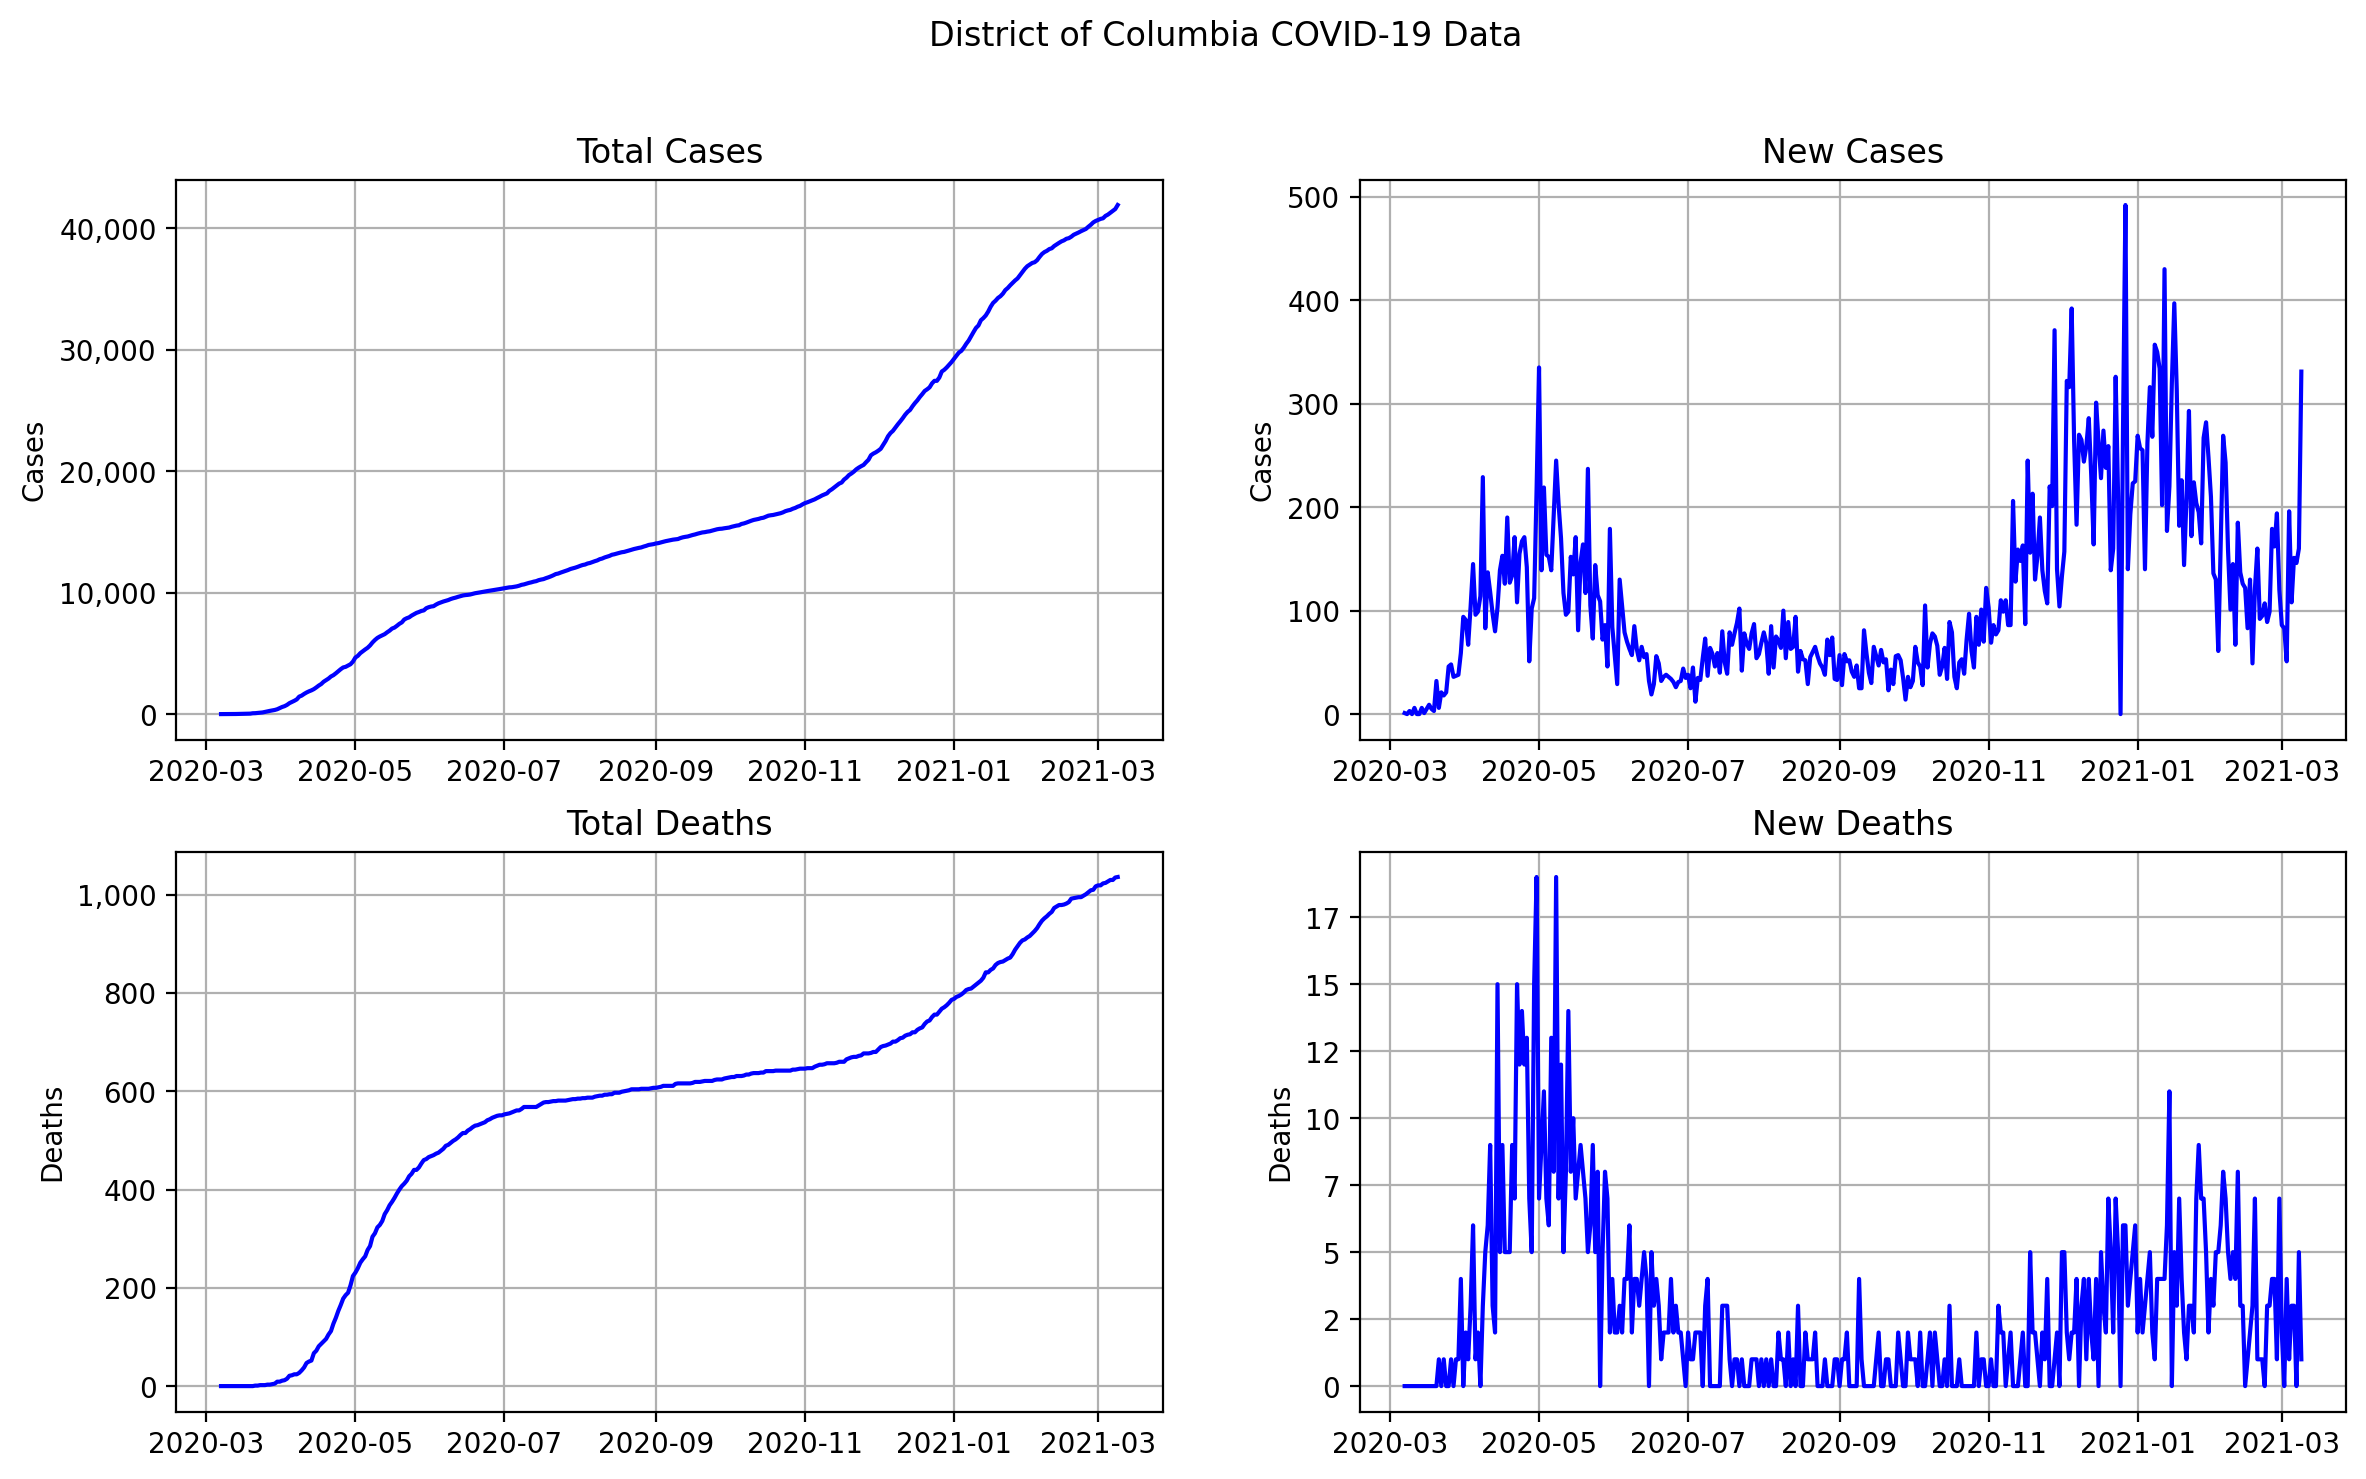 District of Columbia COVID-19 Data
Total Cases
Cases
40,000
30,000
20,000
10,000
0
2020-03 2020-05 2020-07 2020-09 2020-11 2021-01 2021-03
New Cases
Cases
500
400
300
200
100
0
2020-03 2020-05 2020-07 2020-09 2020-11 2021-01 2021-03
Total Deaths
Deaths
1,000
800
600
400
200
0
2020-03 2020-05 2020-07 2020-09 2020-11 2021-01 2021-03
New Deaths
Deaths
17
15
12
10
7
5
2
0
2020-03 2020-05 2020-07 2020-09 2020-11 2021-01 2021-03